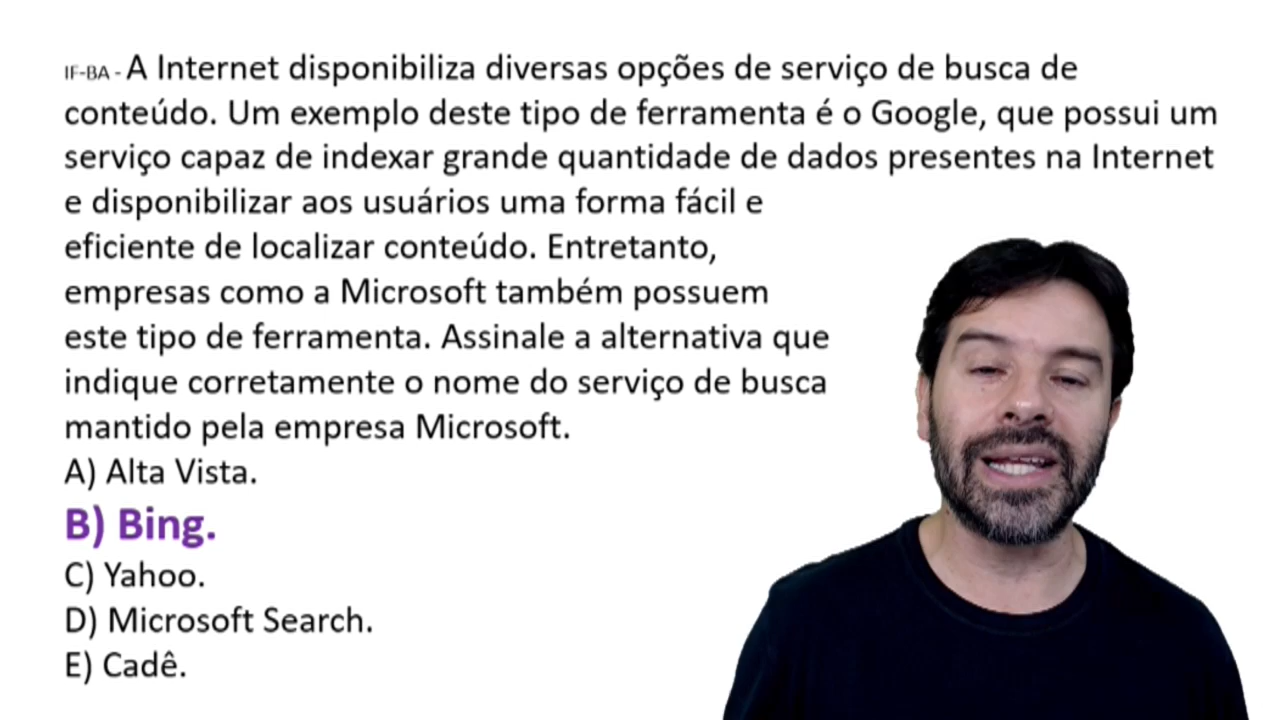 IF-BA - A Internet disponibiliza diversas opções de serviço de busca de
conteúdo. Um exemplo deste tipo de ferramenta é o Google, que possui um
serviço capaz de indexar grande quantidade de dados presentes na Internet
e disponibilizar aos usuários uma forma fácil e
eficiente de localizar conteúdo. Entretanto,
empresas como a Microsoft também possuem
este tipo de ferramenta. Assinale a alternativa que
indique corretamente o nome do serviço de busca
mantido pela empresa Microsoft.
A) Alta Vista.
B) Bing.
C) Yahoo.
D) Microsoft Search.
E) Cadê.